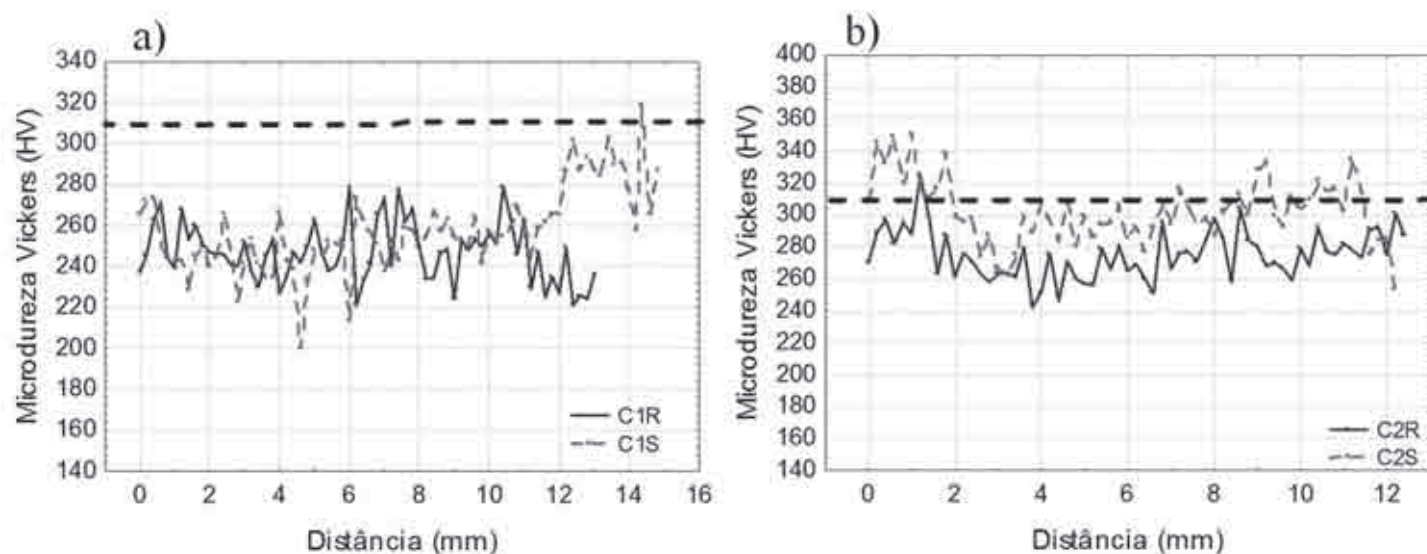 a)
Microdureza Vickers (HV)
340
320
300
280
260
240
220
200
180
160
140
0 2 4 6 8 10 12 14 16
Distância (mm)
C1R
C1S
b)
Microdureza Vickers (HV)
400
380
360
340
320
300
280
260
240
220
200
180
160
140
0 2 4 6 8 10 12
Distância (mm)
C2R
C2S